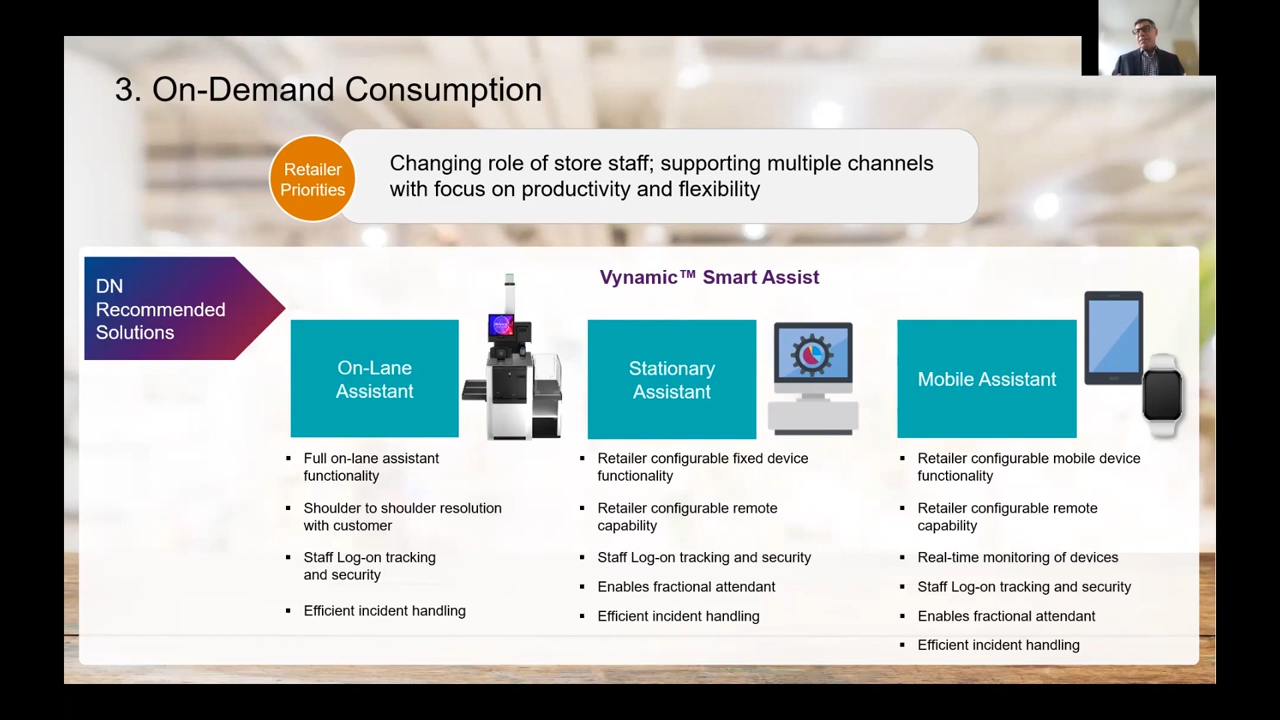 3. On-Demand Consumption
Retailer
Priorities
Changing role of store staff; supporting multiple channels
with focus on productivity and flexibility
DN
Recommended
Solutions
Vynamic™ Smart Assist
On-Lane
Assistant
▪ Full on-lane assistant
functionality
▪ Shoulder to shoulder resolution
with customer
▪ Staff Log-on tracking
and security
▪ Efficient incident handling
Stationary
Assistant
▪ Retailer configurable fixed device
functionality
▪ Retailer configurable remote
capability
▪ Staff Log-on tracking and security
▪ Enables fractional attendant
▪ Efficient incident handling
Mobile Assistant
▪ Retailer configurable mobile device
functionality
▪ Retailer configurable remote
capability
▪ Real-time monitoring of devices
▪ Staff Log-on tracking and security
▪ Enables fractional attendant
▪ Efficient incident handling